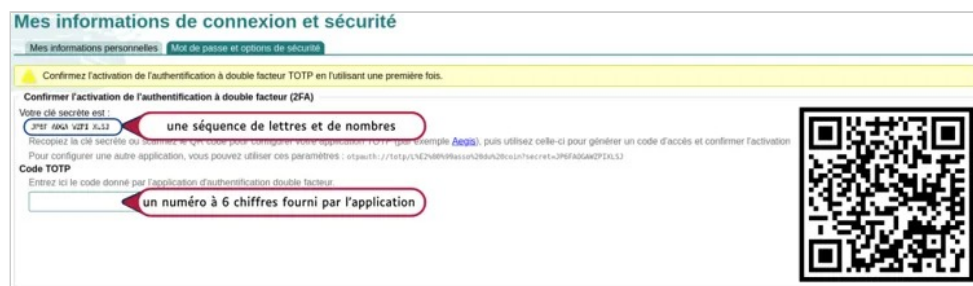 Mes informations de connexion et sécurité
Mes informations personnelles
Mot de passe et options de sécurité
Confirmez l'activation de l'authentification à double facteur TOTP en l'utilisant une première fois.
Confirmer l'activation de l'authentification à double facteur (2FA)
Votre clé secrète est :
une séquence de lettres et de nombres
Recopiez la clé secrète ou scannez le QR code pour configurer votre application TOTP (par exemple Aegis), puis utilisez celle-ci pour générer un code d'accès et confirmer l'activation
Pour configurer une autre application, vous pouvez utiliser ces paramètres :
Code TOTP
Entrez ici le code donné par l'application d'authentification double facteur.
un numéro à 6 chiffres fourni par l'application